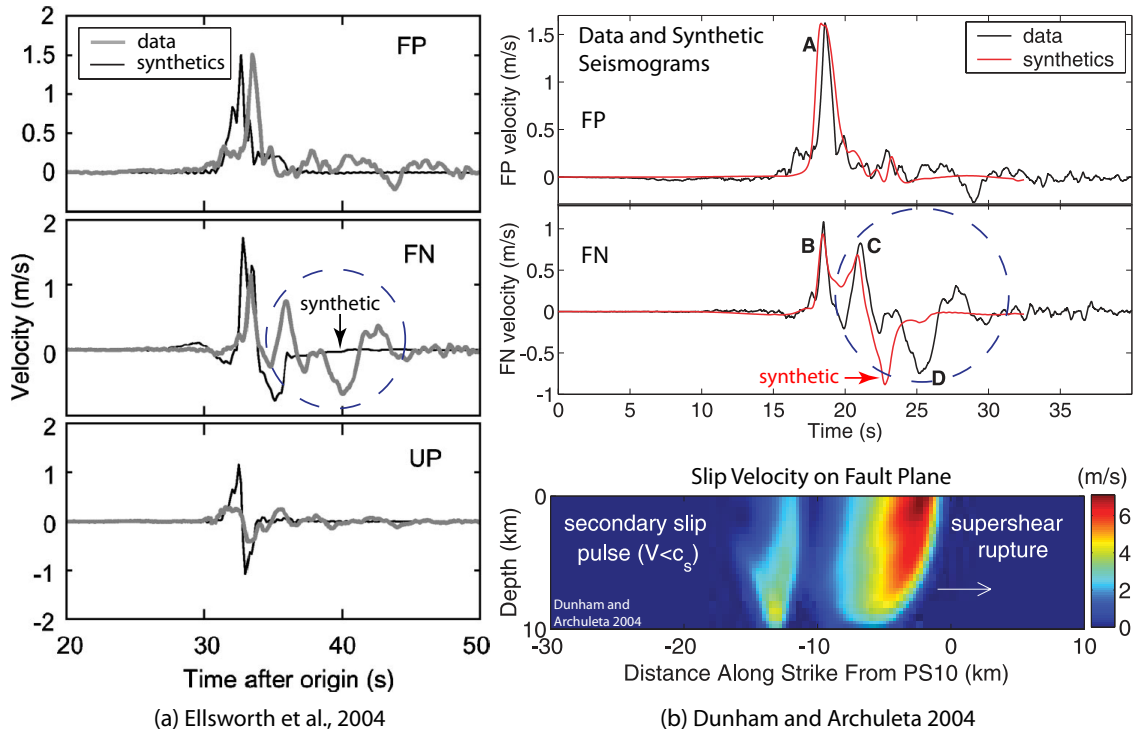 data
synthetics
FP
2
1.5
1
0.5
0
FN
synthetic
2
1
0
-1
Velocity (m/s)
UP
2
1
0
-1
-2
20
30
40
50
Time after origin (s)
(a) Ellsworth et al., 2004
Data and Synthetic
Seismograms
data
synthetics
A
FP
FP velocity (m/s)
1.5
1
0.5
0
FN
B
C
D
synthetic
FN velocity (m/s)
1
0.5
0
-0.5
-1
0
5
10
15
20
25
30
35
Time (s)
Slip Velocity on Fault Plane
(m/s)
secondary slip
pulse (V<cs)
supershear
rupture
Dunham and
Archuleta 2004
Depth (km)
0
10
6
4
2
0
-30
-20
-10
0
10
Distance Along Strike From PS10 (km)
(b) Dunham and Archuleta 2004